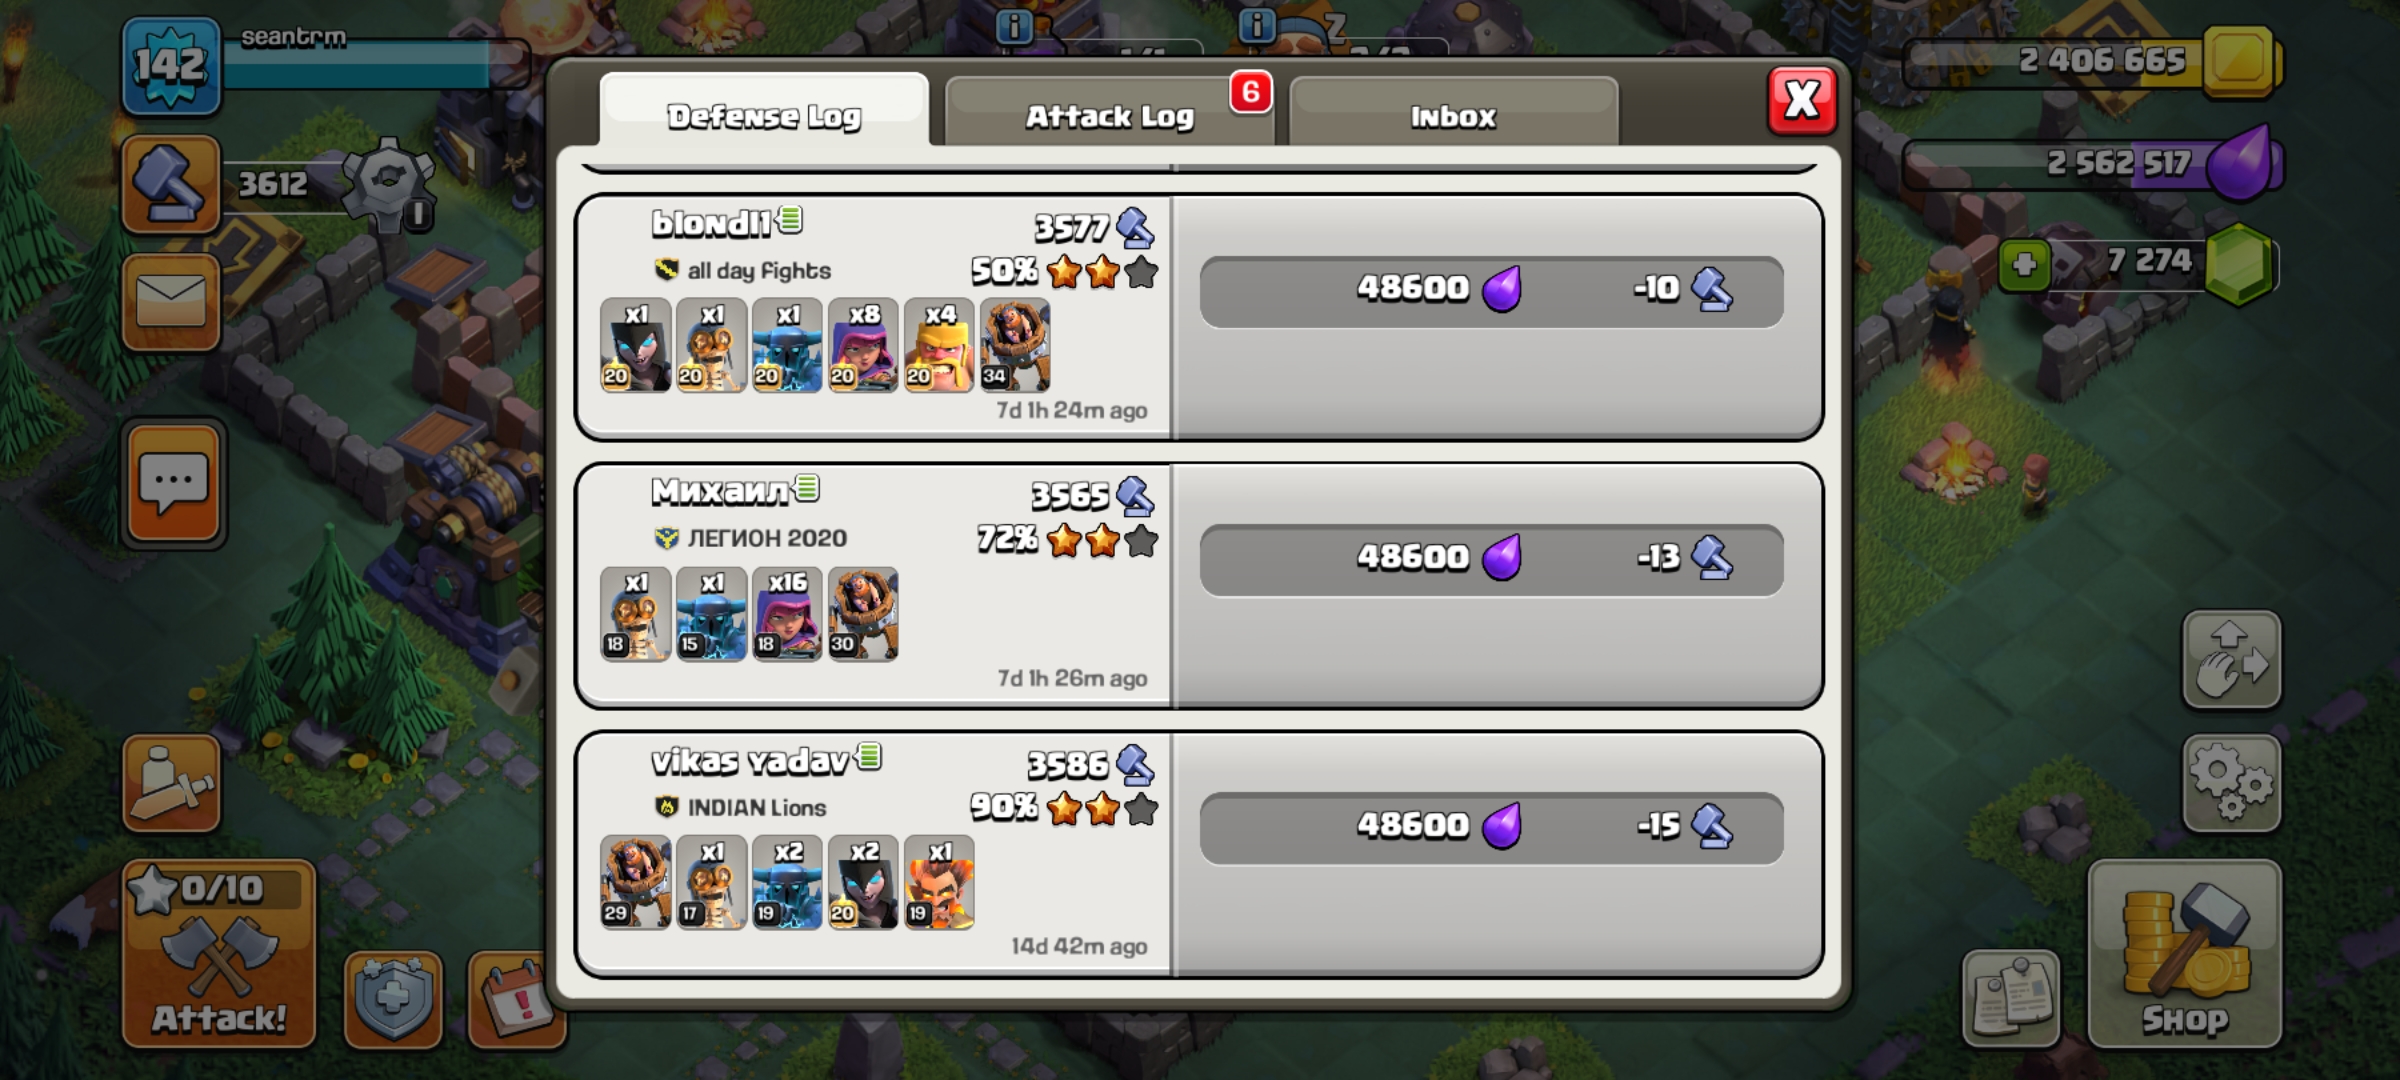 142
seantrm
1/1
2 406 665
Defense Log
Attack Log
6
Inbox
X
3612
I
2 562 517
7 274
blondl1
3577
all day fights
50%
x1
x1
x1
x8
x4
20
20
20
20
20
34
7d 1h 24m ago
48600
-10
Михаил
3565
ЛЕГИОН 2020
72%
x1
x1
x16
18
15
18
30
7d 1h 26m ago
48600
-13
vikas yadav
3586
INDIAN Lions
90%
x1
x2
x2
x1
29
17
19
20
19
14d 42m ago
48600
-15
0/10
Attack!
Shop